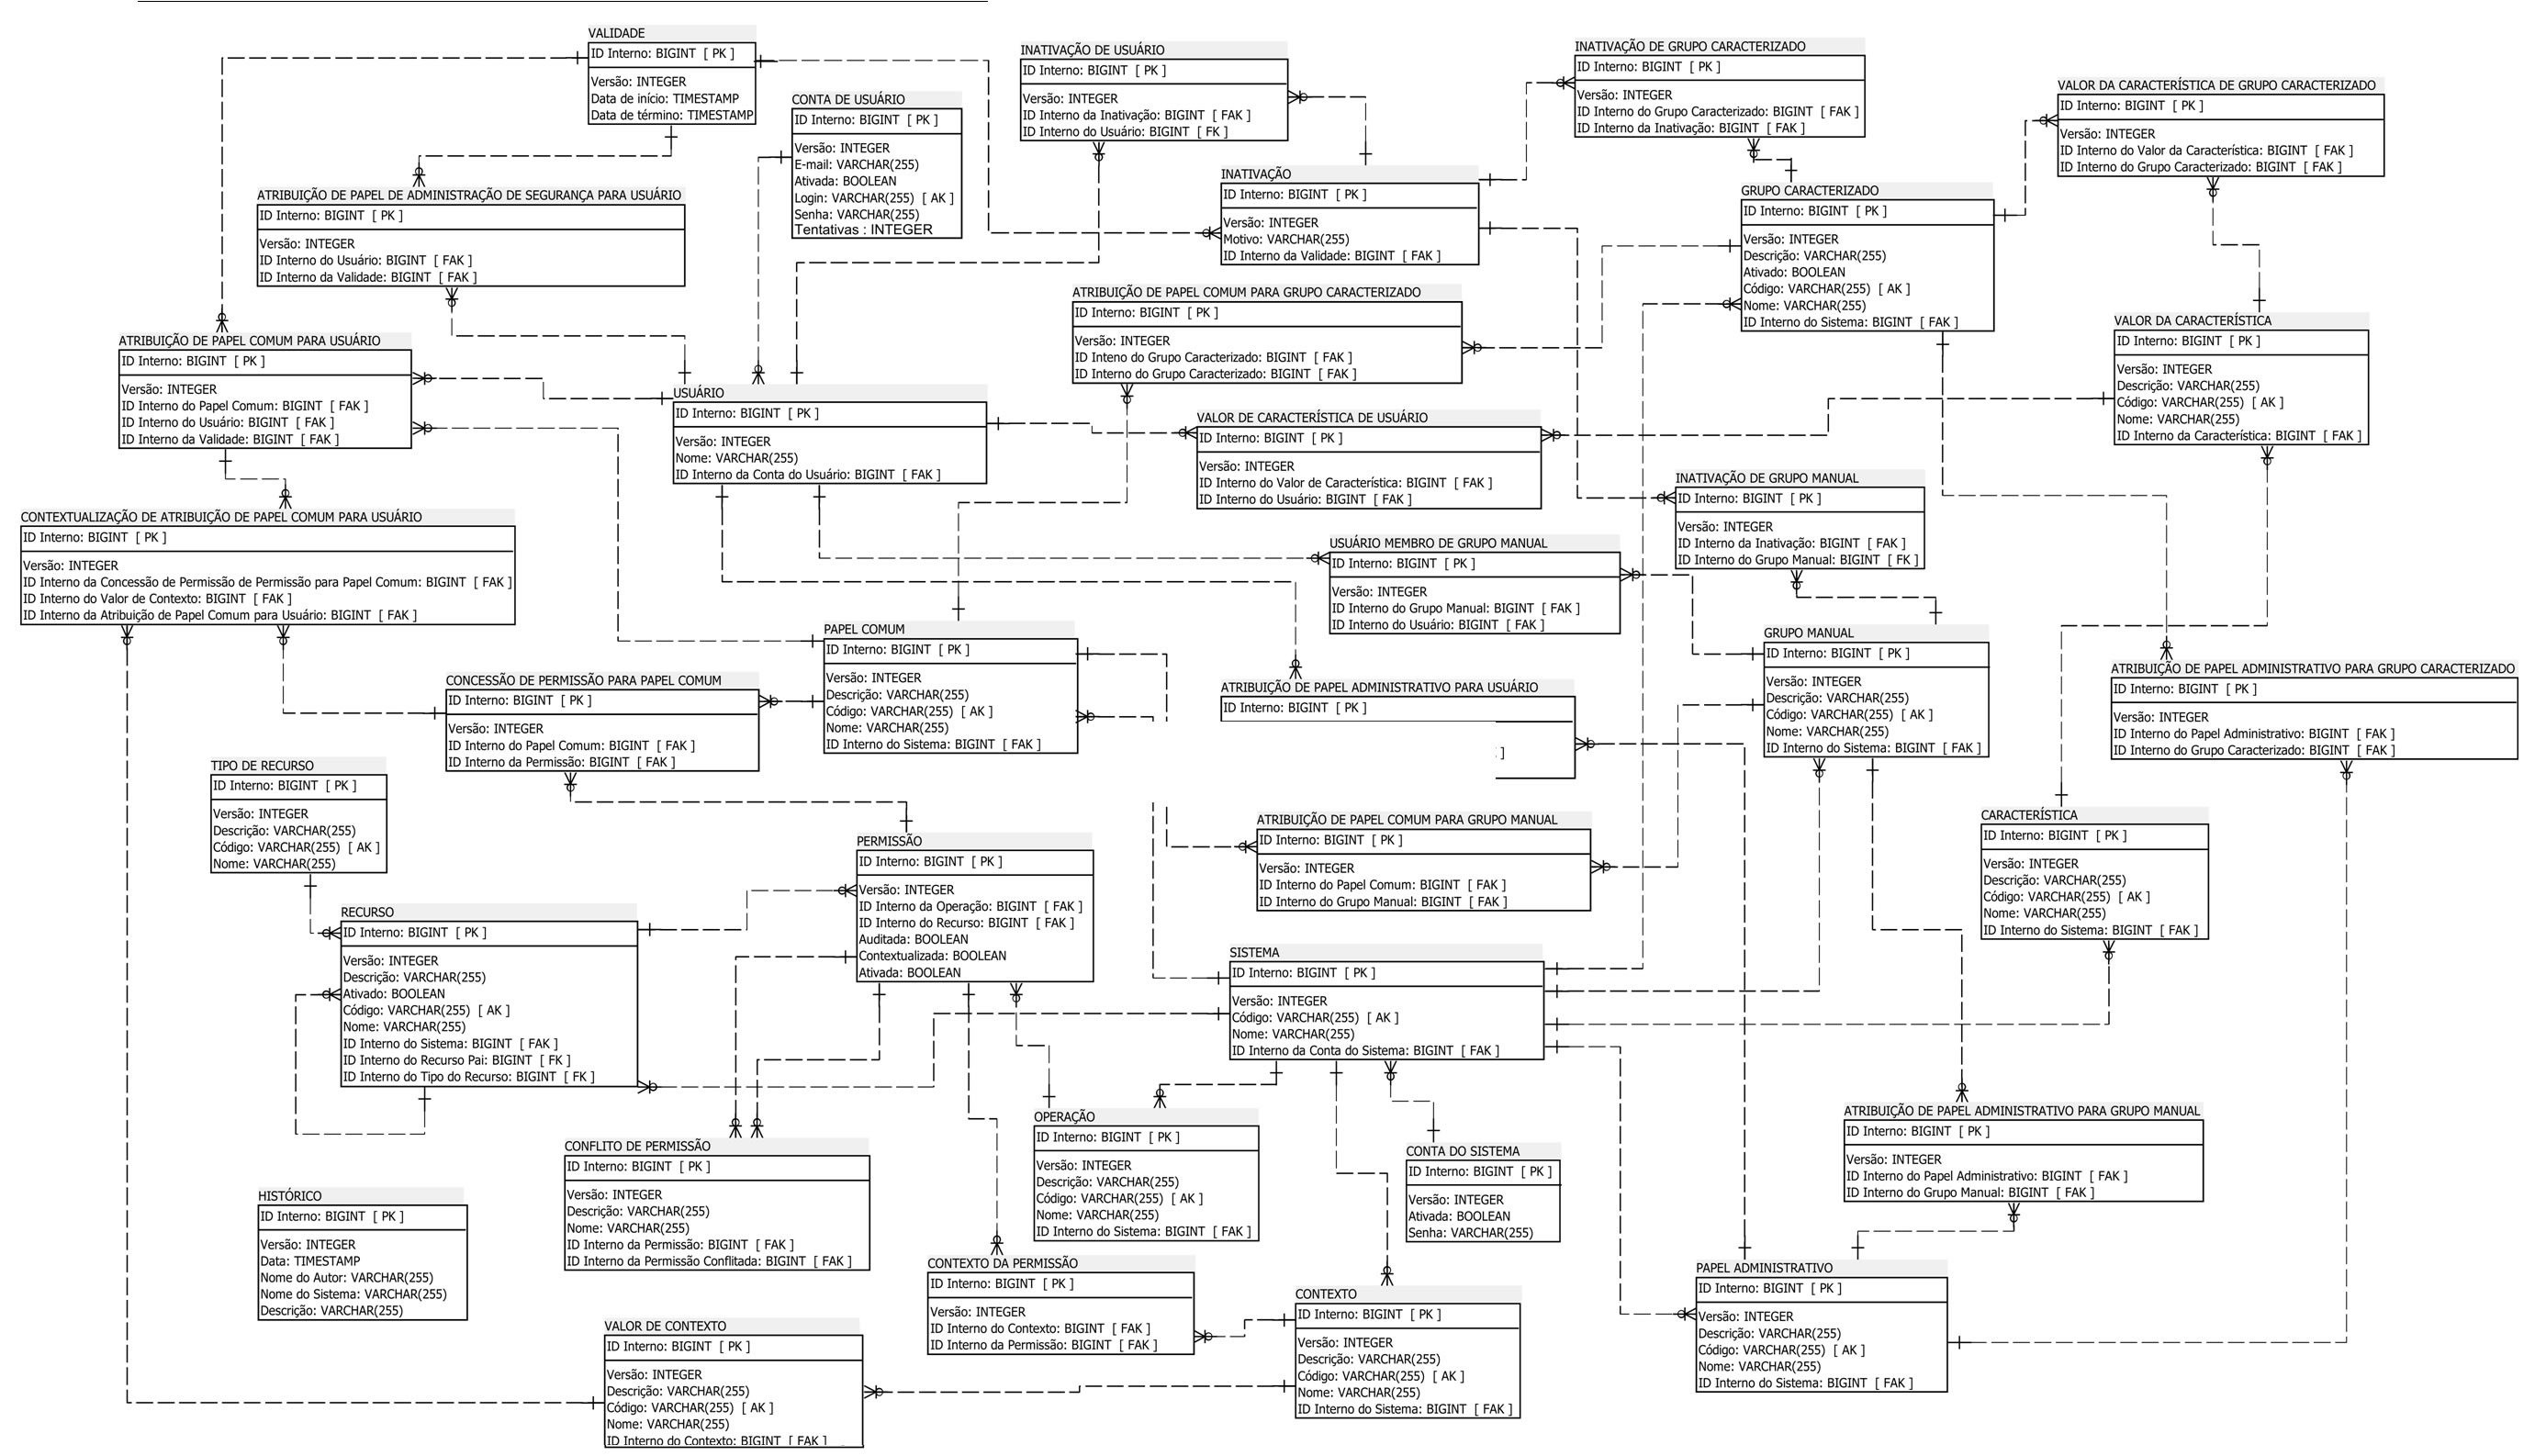 VALIDADE
ID Interno: BIGINT [ PK ]
Versão: INTEGER
Data de início: TIMESTAMP
Data de término: TIMESTAMP
CONTA DE USUÁRIO
ID Interno: BIGINT [ PK ]
Versão: INTEGER
E-mail: VARCHAR(255)
Ativada: BOOLEAN
Login: VARCHAR(255) [ AK ]
Senha: VARCHAR(255)
Tentativas : INTEGER
INATIVAÇÃO DE USUÁRIO
ID Interno: BIGINT [ PK ]
Versão: INTEGER
ID Interno da Inativação: BIGINT [ FAK ]
ID Interno do Usuário: BIGINT [ FK ]
INATIVAÇÃO DE GRUPO CARACTERIZADO
ID Interno: BIGINT [ PK ]
Versão: INTEGER
ID Interno do Grupo Caracterizado: BIGINT [ FAK ]
ID Interno da Inativação: BIGINT [ FAK ]
VALOR DA CARACTERÍSTICA DE GRUPO CARACTERIZADO
ID Interno: BIGINT [ PK ]
Versão: INTEGER
ID Interno do Valor da Característica: BIGINT [ FAK ]
ID Interno do Grupo Caracterizado: BIGINT [ FAK ]
ATRIBUIÇÃO DE PAPEL DE ADMINISTRAÇÃO DE SEGURANÇA PARA USUÁRIO
ID Interno: BIGINT [ PK ]
Versão: INTEGER
ID Interno do Usuário: BIGINT [ FAK ]
ID Interno da Validade: BIGINT [ FAK ]
INATIVAÇÃO
ID Interno: BIGINT [ PK ]
Versão: INTEGER
Motivo: VARCHAR(255)
ID Interno da Validade: BIGINT [ FAK ]
GRUPO CARACTERIZADO
ID Interno: BIGINT [ PK ]
Versão: INTEGER
Descrição: VARCHAR(255)
Ativado: BOOLEAN
Código: VARCHAR(255) [ AK ]
Nome: VARCHAR(255)
ID Interno do Sistema: BIGINT [ FAK ]
ATRIBUIÇÃO DE PAPEL COMUM PARA GRUPO CARACTERIZADO
ID Interno: BIGINT [ PK ]
Versão: INTEGER
ID Inteno do Grupo Caracterizado: BIGINT [ FAK ]
ID Interno do Grupo Caracterizado: BIGINT [ FAK ]
VALOR DA CARACTERÍSTICA
ID Interno: BIGINT [ PK ]
Versão: INTEGER
Descrição: VARCHAR(255)
Código: VARCHAR(255) [ AK ]
Nome: VARCHAR(255)
ID Interno da Característica: BIGINT [ FAK ]
ATRIBUIÇÃO DE PAPEL COMUM PARA USUÁRIO
ID Interno: BIGINT [ PK ]
Versão: INTEGER
ID Interno do Papel Comum: BIGINT [ FAK ]
ID Interno do Usuário: BIGINT [ FAK ]
ID Interno da Validade: BIGINT [ FAK ]
USUÁRIO
ID Interno: BIGINT [ PK ]
Versão: INTEGER
Nome: VARCHAR(255)
ID Interno da Conta do Usuário: BIGINT [ FAK ]
VALOR DE CARACTERÍSTICA DE USUÁRIO
ID Interno: BIGINT [ PK ]
Versão: INTEGER
ID Interno do Valor de Característica: BIGINT [ FAK ]
ID Interno do Usuário: BIGINT [ FAK ]
INATIVAÇÃO DE GRUPO MANUAL
ID Interno: BIGINT [ PK ]
Versão: INTEGER
ID Interno da Inativação: BIGINT [ FAK ]
ID Interno do Grupo Manual: BIGINT [ FK ]
CONTEXTUALIZAÇÃO DE ATRIBUIÇÃO DE PAPEL COMUM PARA USUÁRIO
ID Interno: BIGINT [ PK ]
Versão: INTEGER
ID Interno da Concessão de Permissão de Permissão para Papel Comum: BIGINT [ FAK ]
ID Interno do Valor de Contexto: BIGINT [ FAK ]
ID Interno da Atribuição de Papel Comum para Usuário: BIGINT [ FAK ]
USUÁRIO MEMBRO DE GRUPO MANUAL
ID Interno: BIGINT [ PK ]
Versão: INTEGER
ID Interno do Grupo Manual: BIGINT [ FAK ]
ID Interno do Usuário: BIGINT [ FAK ]
PAPEL COMUM
ID Interno: BIGINT [ PK ]
Versão: INTEGER
Descrição: VARCHAR(255)
Código: VARCHAR(255) [ AK ]
Nome: VARCHAR(255)
ID Interno do Sistema: BIGINT [ FAK ]
GRUPO MANUAL
ID Interno: BIGINT [ PK ]
Versão: INTEGER
Descrição: VARCHAR(255)
Código: VARCHAR(255) [ AK ]
Nome: VARCHAR(255)
ID Interno do Sistema: BIGINT [ FAK ]
CONCESSÃO DE PERMISSÃO PARA PAPEL COMUM
ID Interno: BIGINT [ PK ]
Versão: INTEGER
ID Interno do Papel Comum: BIGINT [ FAK ]
ID Interno da Permissão: BIGINT [ FAK ]
ATRIBUIÇÃO DE PAPEL ADMINISTRATIVO PARA USUÁRIO
ID Interno: BIGINT [ PK ]
]
ATRIBUIÇÃO DE PAPEL ADMINISTRATIVO PARA GRUPO CARACTERIZADO
ID Interno: BIGINT [ PK ]
Versão: INTEGER
ID Interno do Papel Administrativo: BIGINT [ FAK ]
ID Interno do Grupo Caracterizado: BIGINT [ FAK ]
TIPO DE RECURSO
ID Interno: BIGINT [ PK ]
Versão: INTEGER
Descrição: VARCHAR(255)
Código: VARCHAR(255) [ AK ]
Nome: VARCHAR(255)
PERMISSÃO
ID Interno: BIGINT [ PK ]
Versão: INTEGER
ID Interno da Operação: BIGINT [ FAK ]
ID Interno do Recurso: BIGINT [ FAK ]
Auditada: BOOLEAN
Contextualizada: BOOLEAN
Ativada: BOOLEAN
ATRIBUIÇÃO DE PAPEL COMUM PARA GRUPO MANUAL
ID Interno: BIGINT [ PK ]
Versão: INTEGER
ID Interno do Papel Comum: BIGINT [ FAK ]
ID Interno do Grupo Manual: BIGINT [ FAK ]
CARACTERÍSTICA
ID Interno: BIGINT [ PK ]
Versão: INTEGER
Descrição: VARCHAR(255)
Código: VARCHAR(255) [ AK ]
Nome: VARCHAR(255)
ID Interno do Sistema: BIGINT [ FAK ]
RECURSO
ID Interno: BIGINT [ PK ]
Versão: INTEGER
Descrição: VARCHAR(255)
Ativado: BOOLEAN
Código: VARCHAR(255) [ AK ]
Nome: VARCHAR(255)
ID Interno do Sistema: BIGINT [ FAK ]
ID Interno do Recurso Pai: BIGINT [ FK ]
ID Interno do Tipo do Recurso: BIGINT [ FK ]
SISTEMA
ID Interno: BIGINT [ PK ]
Versão: INTEGER
Código: VARCHAR(255) [ AK ]
Nome: VARCHAR(255)
ID Interno da Conta do Sistema: BIGINT [ FAK ]
CONFLITO DE PERMISSÃO
ID Interno: BIGINT [ PK ]
Versão: INTEGER
Descrição: VARCHAR(255)
Nome: VARCHAR(255)
ID Interno da Permissão: BIGINT [ FAK ]
ID Interno da Permissão Conflitada: BIGINT [ FAK ]
OPERAÇÃO
ID Interno: BIGINT [ PK ]
Versão: INTEGER
Descrição: VARCHAR(255)
Código: VARCHAR(255) [ AK ]
Nome: VARCHAR(255)
ID Interno do Sistema: BIGINT [ FAK ]
CONTA DO SISTEMA
ID Interno: BIGINT [ PK ]
Versão: INTEGER
Ativada: BOOLEAN
Senha: VARCHAR(255)
ATRIBUIÇÃO DE PAPEL ADMINISTRATIVO PARA GRUPO MANUAL
ID Interno: BIGINT [ PK ]
Versão: INTEGER
ID Interno do Papel Administrativo: BIGINT [ FAK ]
ID Interno do Grupo Manual: BIGINT [ FAK ]
HISTÓRICO
ID Interno: BIGINT [ PK ]
Versão: INTEGER
Data: TIMESTAMP
Nome do Autor: VARCHAR(255)
Nome do Sistema: VARCHAR(255)
Descrição: VARCHAR(255)
CONTEXTO DA PERMISSÃO
ID Interno: BIGINT [ PK ]
Versão: INTEGER
ID Interno do Contexto: BIGINT [ FAK ]
ID Interno da Permissão: BIGINT [ FAK ]
CONTEXTO
ID Interno: BIGINT [ PK ]
Versão: INTEGER
Descrição: VARCHAR(255)
Código: VARCHAR(255) [ AK ]
Nome: VARCHAR(255)
ID Interno do Sistema: BIGINT [ FAK ]
PAPEL ADMINISTRATIVO
ID Interno: BIGINT [ PK ]
Versão: INTEGER
Descrição: VARCHAR(255)
Código: VARCHAR(255) [ AK ]
Nome: VARCHAR(255)
ID Interno do Sistema: BIGINT [ FAK ]
VALOR DE CONTEXTO
ID Interno: BIGINT [ PK ]
Versão: INTEGER
Descrição: VARCHAR(255)
Código: VARCHAR(255) [ AK ]
Nome: VARCHAR(255)
ID Interno do Contexto: BIGINT [ FAK ]